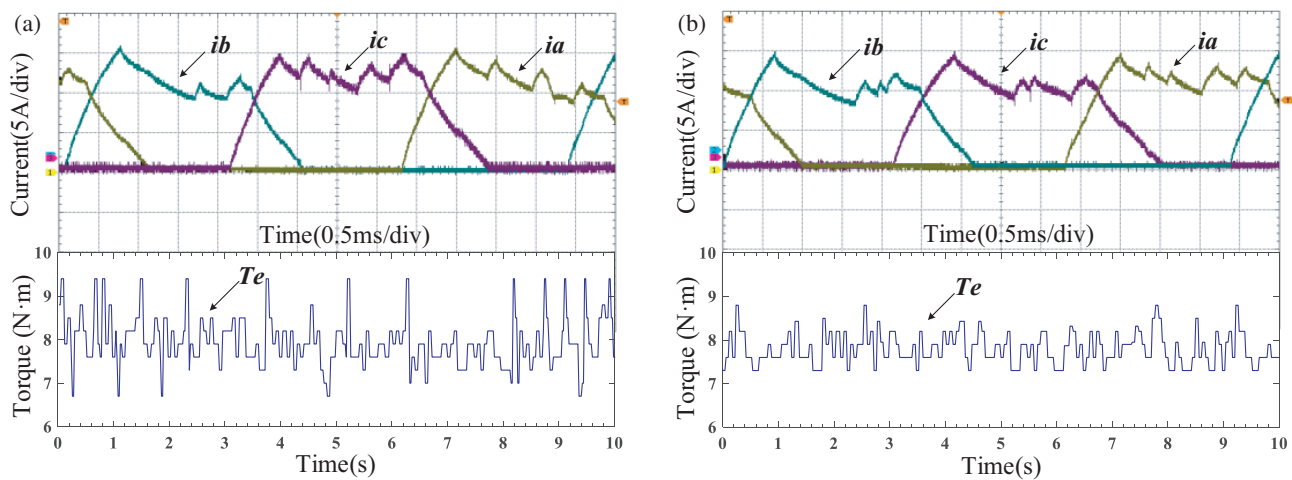 (a)
ib
ic
ia
Current(5A/div)
Time(0.5ms/div)
10
9
8
7
6
Torque (N·m)
Te
0 1 2 3 4 5 6 7 8 9 10
Time(s)
(b)
ib
ic
ia
Current(5A/div)
Time(0.5ms/div)
10
9
8
7
6
Torque (N·m)
Te
0 1 2 3 4 5 6 7 8 9 10
Time(s)